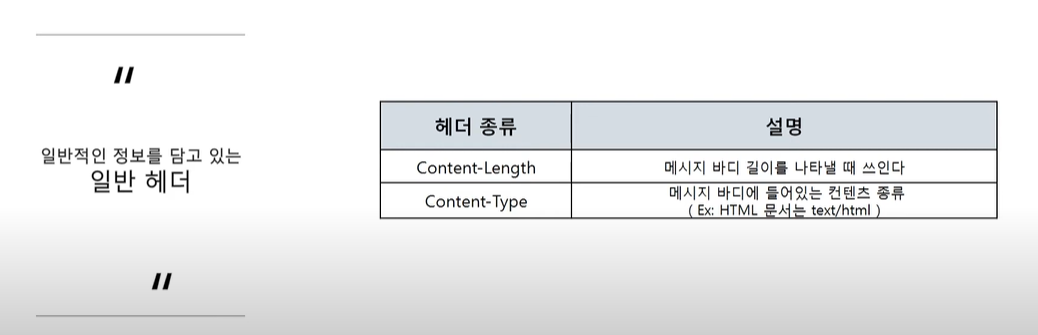 "
일반적인 정보를 담고 있는
일반 헤더
"
헤더 종류 설명
Content-Length 메시지 바디 길이를 나타낼 때 쓰인다
Content-Type 메시지 바디에 들어있는 컨텐츠 종류
( Ex: HTML 문서는 text/html )